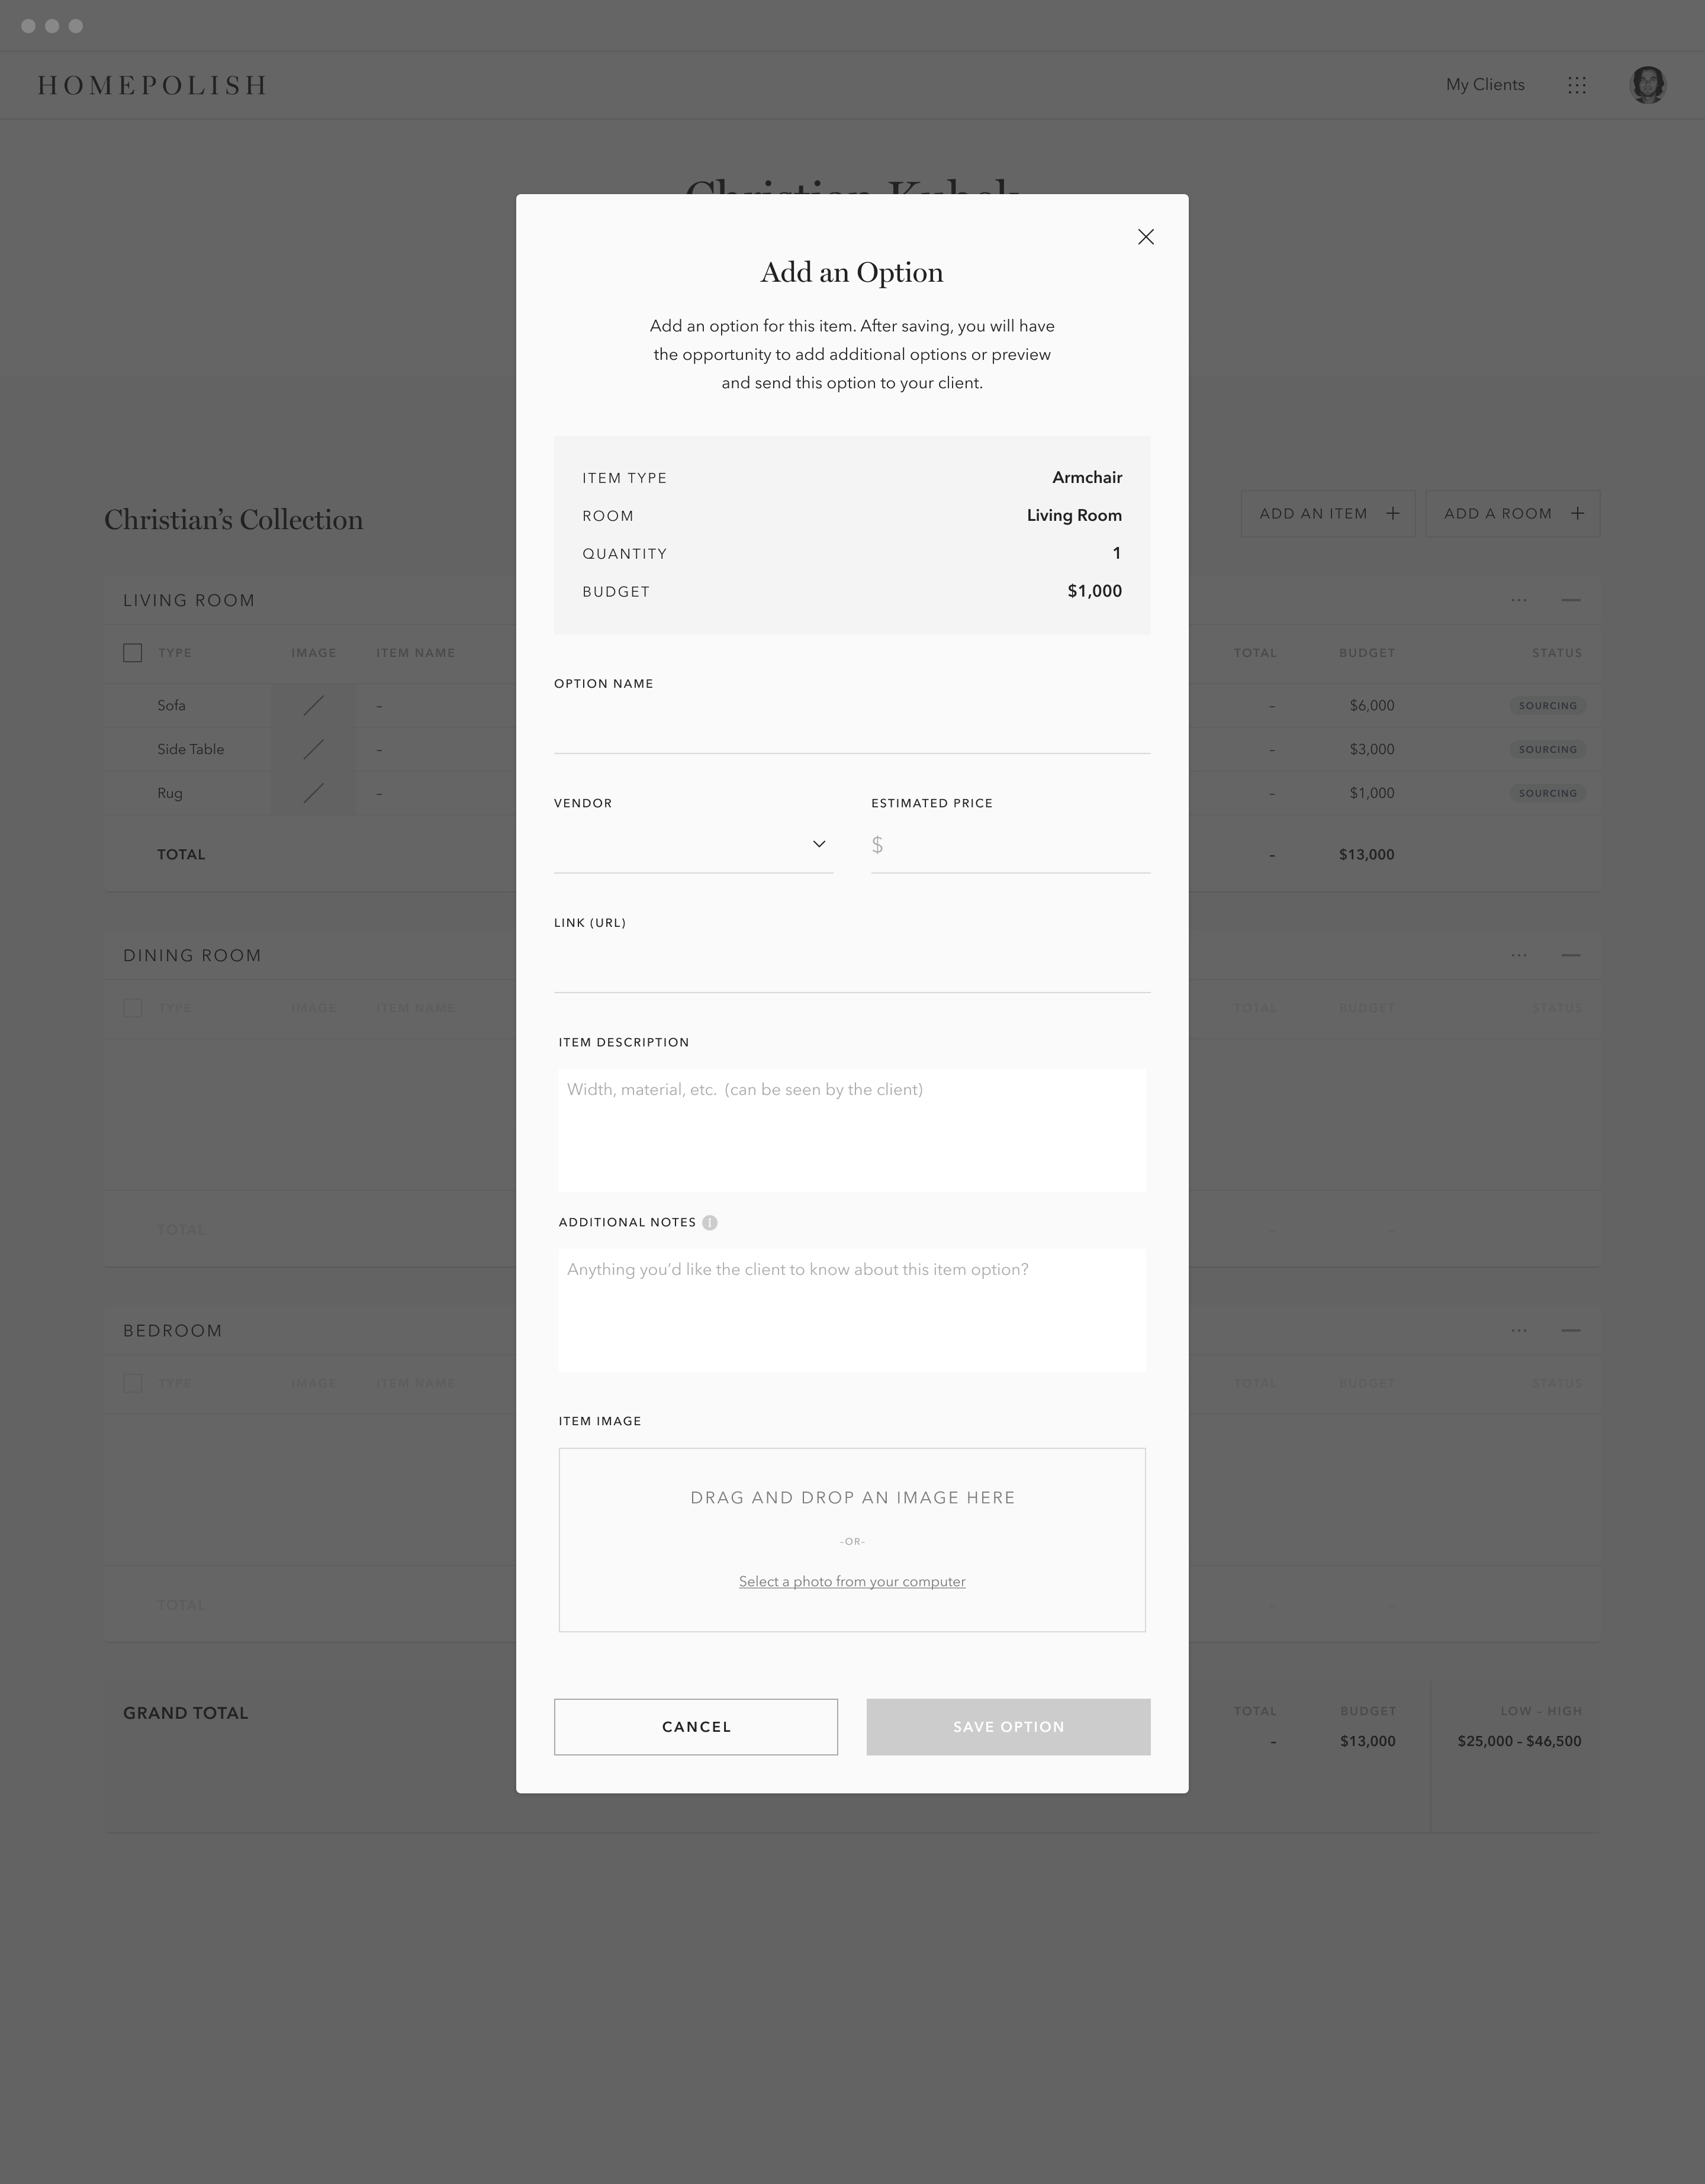 HOMEPOLISH
My Clients
Add an Option
Add an option for this item. After saving, you will have
the opportunity to add additional options or preview
and send this option to your client.
ITEM TYPE Armchair
ROOM Living Room
QUANTITY 1
BUDGET $1,000
OPTION NAME
VENDOR ESTIMATED PRICE
$
LINK (URL)
ITEM DESCRIPTION
Width, material, etc. (can be seen by the client)
ADDITIONAL NOTES i
Anything you’d like the client to know about this item option?
ITEM IMAGE
DRAG AND DROP AN IMAGE HERE
-OR-
Select a photo from your computer
CANCEL SAVE OPTION
Christian’s Collection
ADD AN ITEM + ADD A ROOM +
LIVING ROOM ... —
TYPE IMAGE ITEM NAME TOTAL BUDGET STATUS
Sofa – – $6,000 SOURCING
Side Table – – $3,000 SOURCING
Rug – – $1,000 SOURCING
TOTAL – $13,000
DINING ROOM ... —
TYPE IMAGE ITEM NAME TOTAL BUDGET STATUS
TOTAL – –
BEDROOM ... —
TYPE IMAGE ITEM NAME TOTAL BUDGET STATUS
TOTAL – –
GRAND TOTAL TOTAL BUDGET LOW – HIGH
– $13,000 $25,000 – $46,500